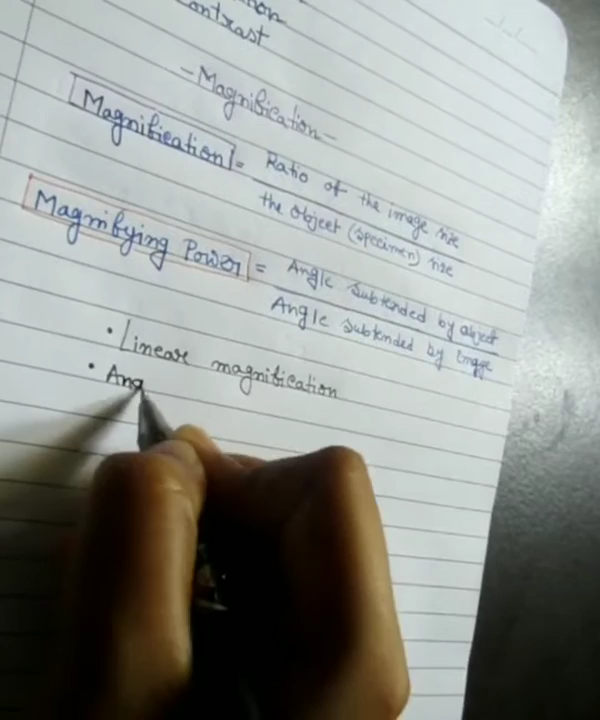 ontrast
- Magnification -
Magnification = Ratio of the image size
the object (specimen) size
Magnifying Power = Angle subtended by object
Angle subtended by image
• Linear magnification
• Ang